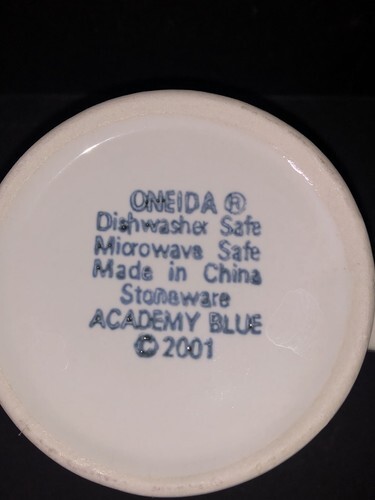 ONEIDA ®
Dishwasher Safe
Microwave Safe
Made in China
Stoneware
ACADEMY BLUE
© 2001